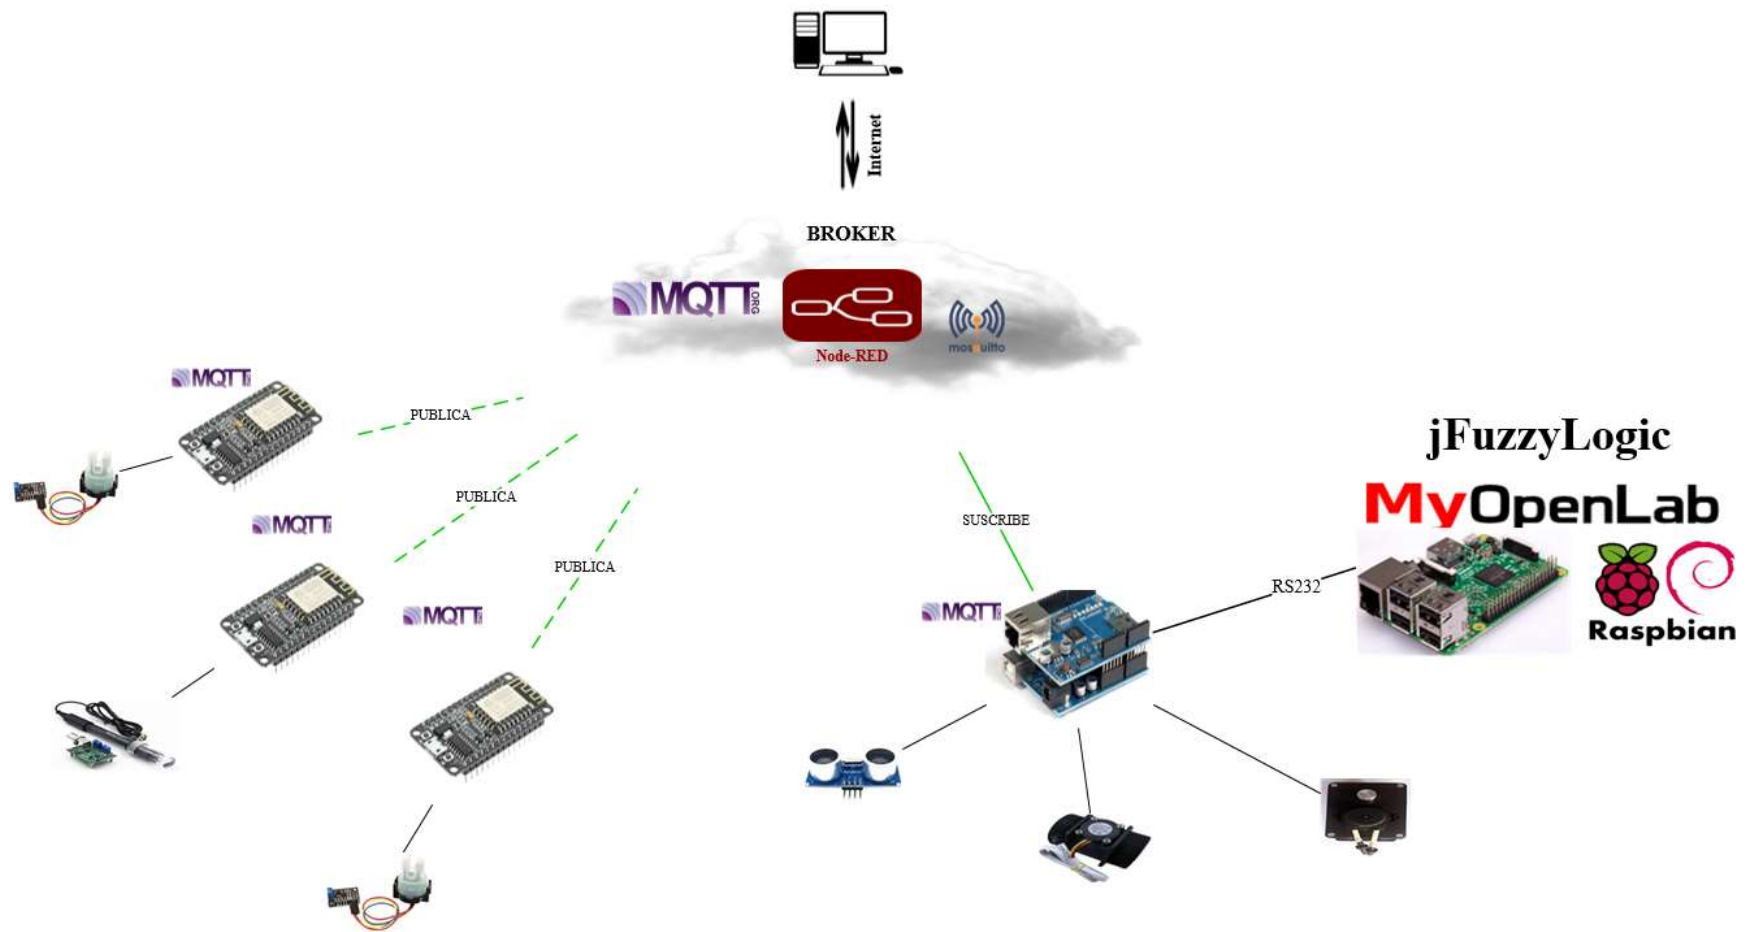 Internet
BROKER
MQTT.ORG
Node-RED
mosquitto
MQTT
PUBLICA
MQTT
PUBLICA
MQTT
PUBLICA
SUSCRIBE
MQTT
RS232
jFuzzyLogic
MyOpenLab
Raspbian